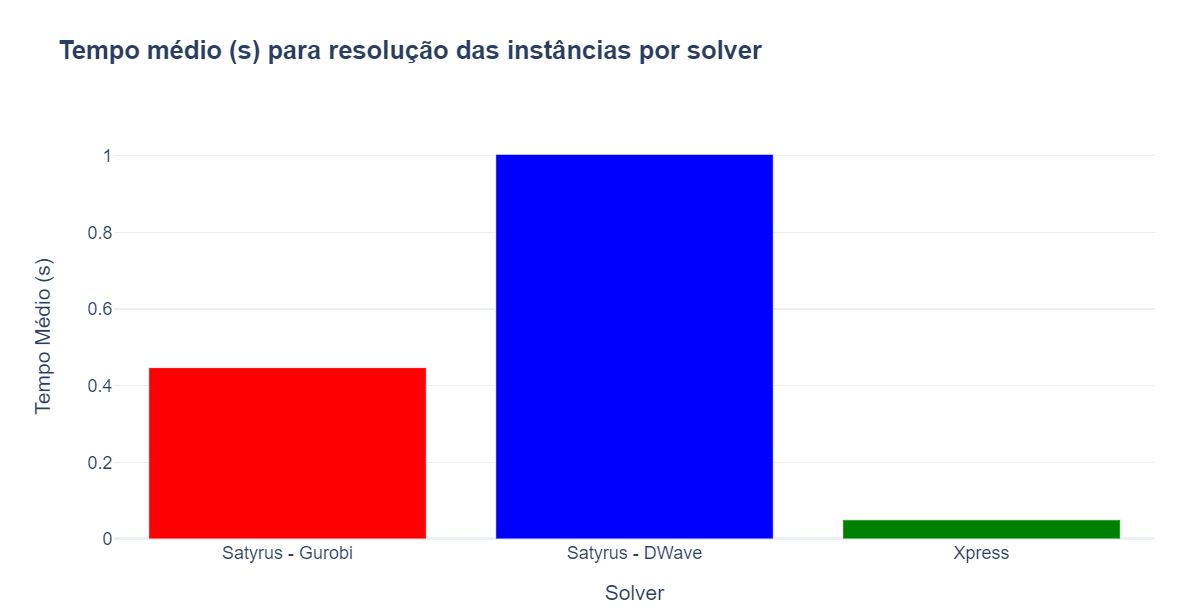 Tempo médio (s) para resolução das instâncias por solver
1
0.8
0.6
0.4
0.2
0
Tempo Médio (s)
Satyrus - Gurobi
Satyrus - DWave
Xpress
Solver